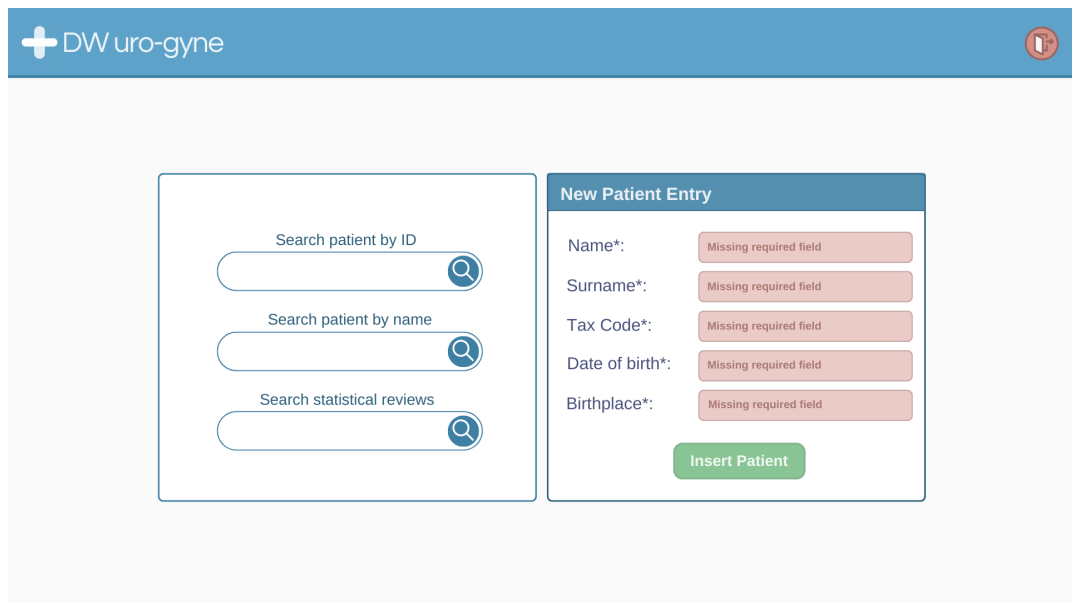 DW uro-gyne
Search patient by ID
Search patient by name
Search statistical reviews
New Patient Entry
Name*: Missing required field
Surname*: Missing required field
Tax Code*: Missing required field
Date of birth*: Missing required field
Birthplace*: Missing required field
Insert Patient